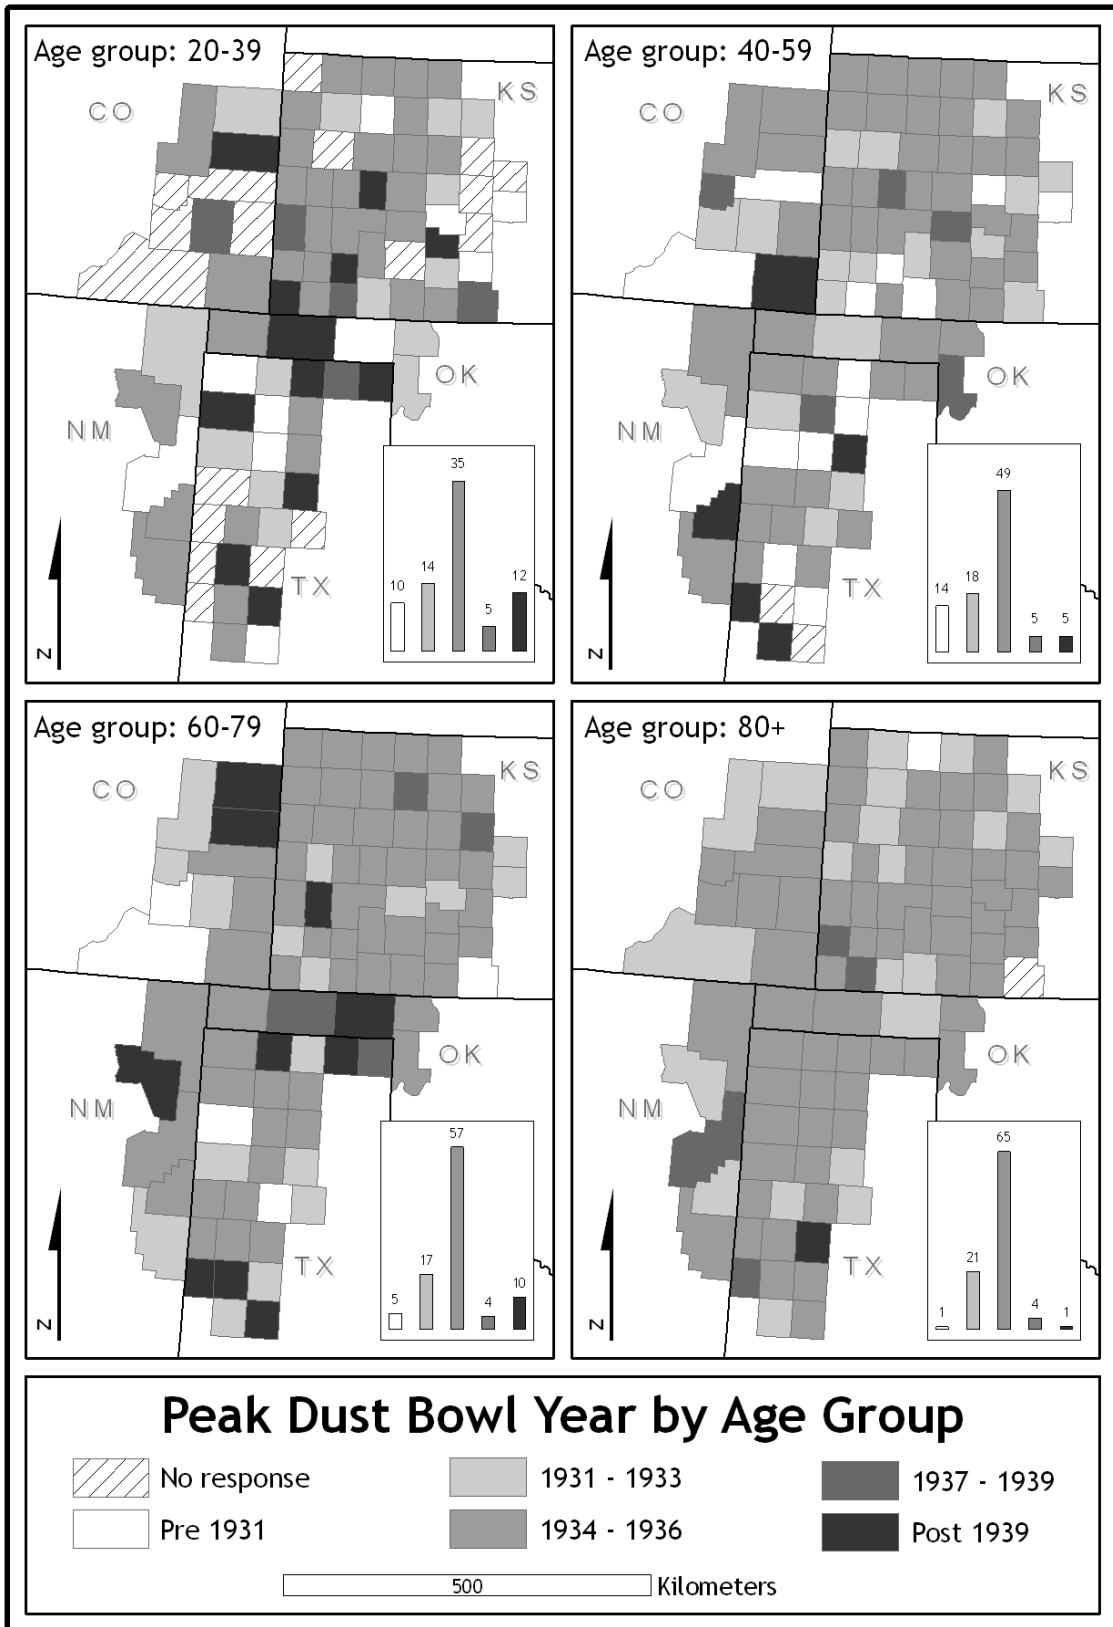 Age group: 20-39
CO
KS
NM
OK
TX
10
14
35
5
12
N
Age group: 40-59
CO
KS
NM
OK
TX
14
18
49
5
5
N
Age group: 60-79
CO
KS
NM
OK
TX
5
17
57
4
10
N
Age group: 80+
CO
KS
NM
OK
TX
1
21
65
4
1
N
Peak Dust Bowl Year by Age Group
No response
1931 - 1933
1937 - 1939
Pre 1931
1934 - 1936
Post 1939
500 Kilometers